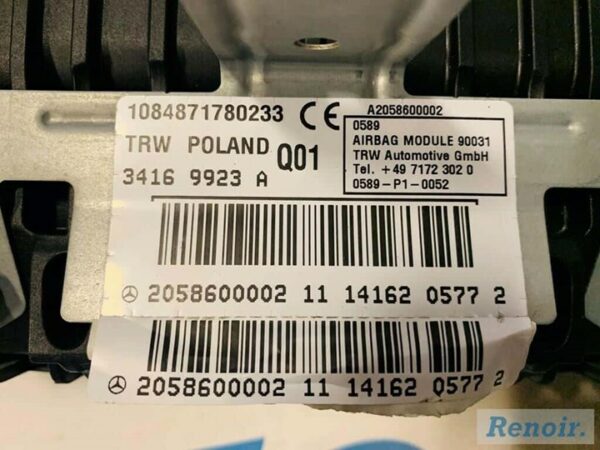 1084871780233 CE
TRW POLAND Q01
3416 9923 A
A2058600002
0589
AIRBAG MODULE 90031
TRW Automotive GmbH
Tel. +49 7172 302 0
0589-P1-0052
2058600002 11 14162 0577 2
2058600002 11 14162 0577 2
Renoir.